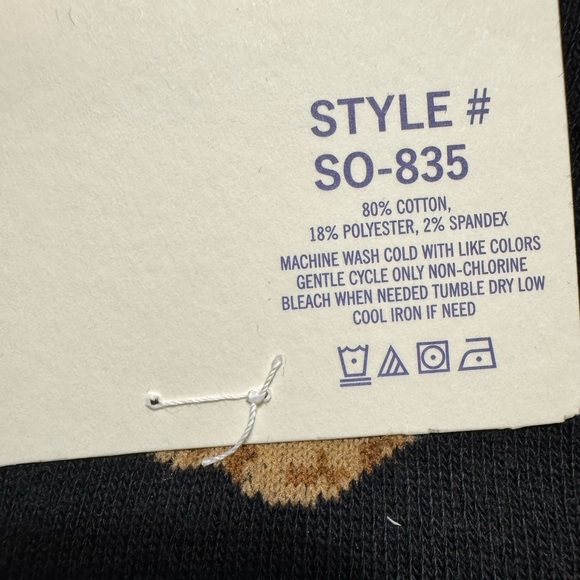 STYLE #
SO-835
80% COTTON,
18% POLYESTER, 2% SPANDEX
MACHINE WASH COLD WITH LIKE COLORS
GENTLE CYCLE ONLY NON-CHLORINE
BLEACH WHEN NEEDED TUMBLE DRY LOW
COOL IRON IF NEED